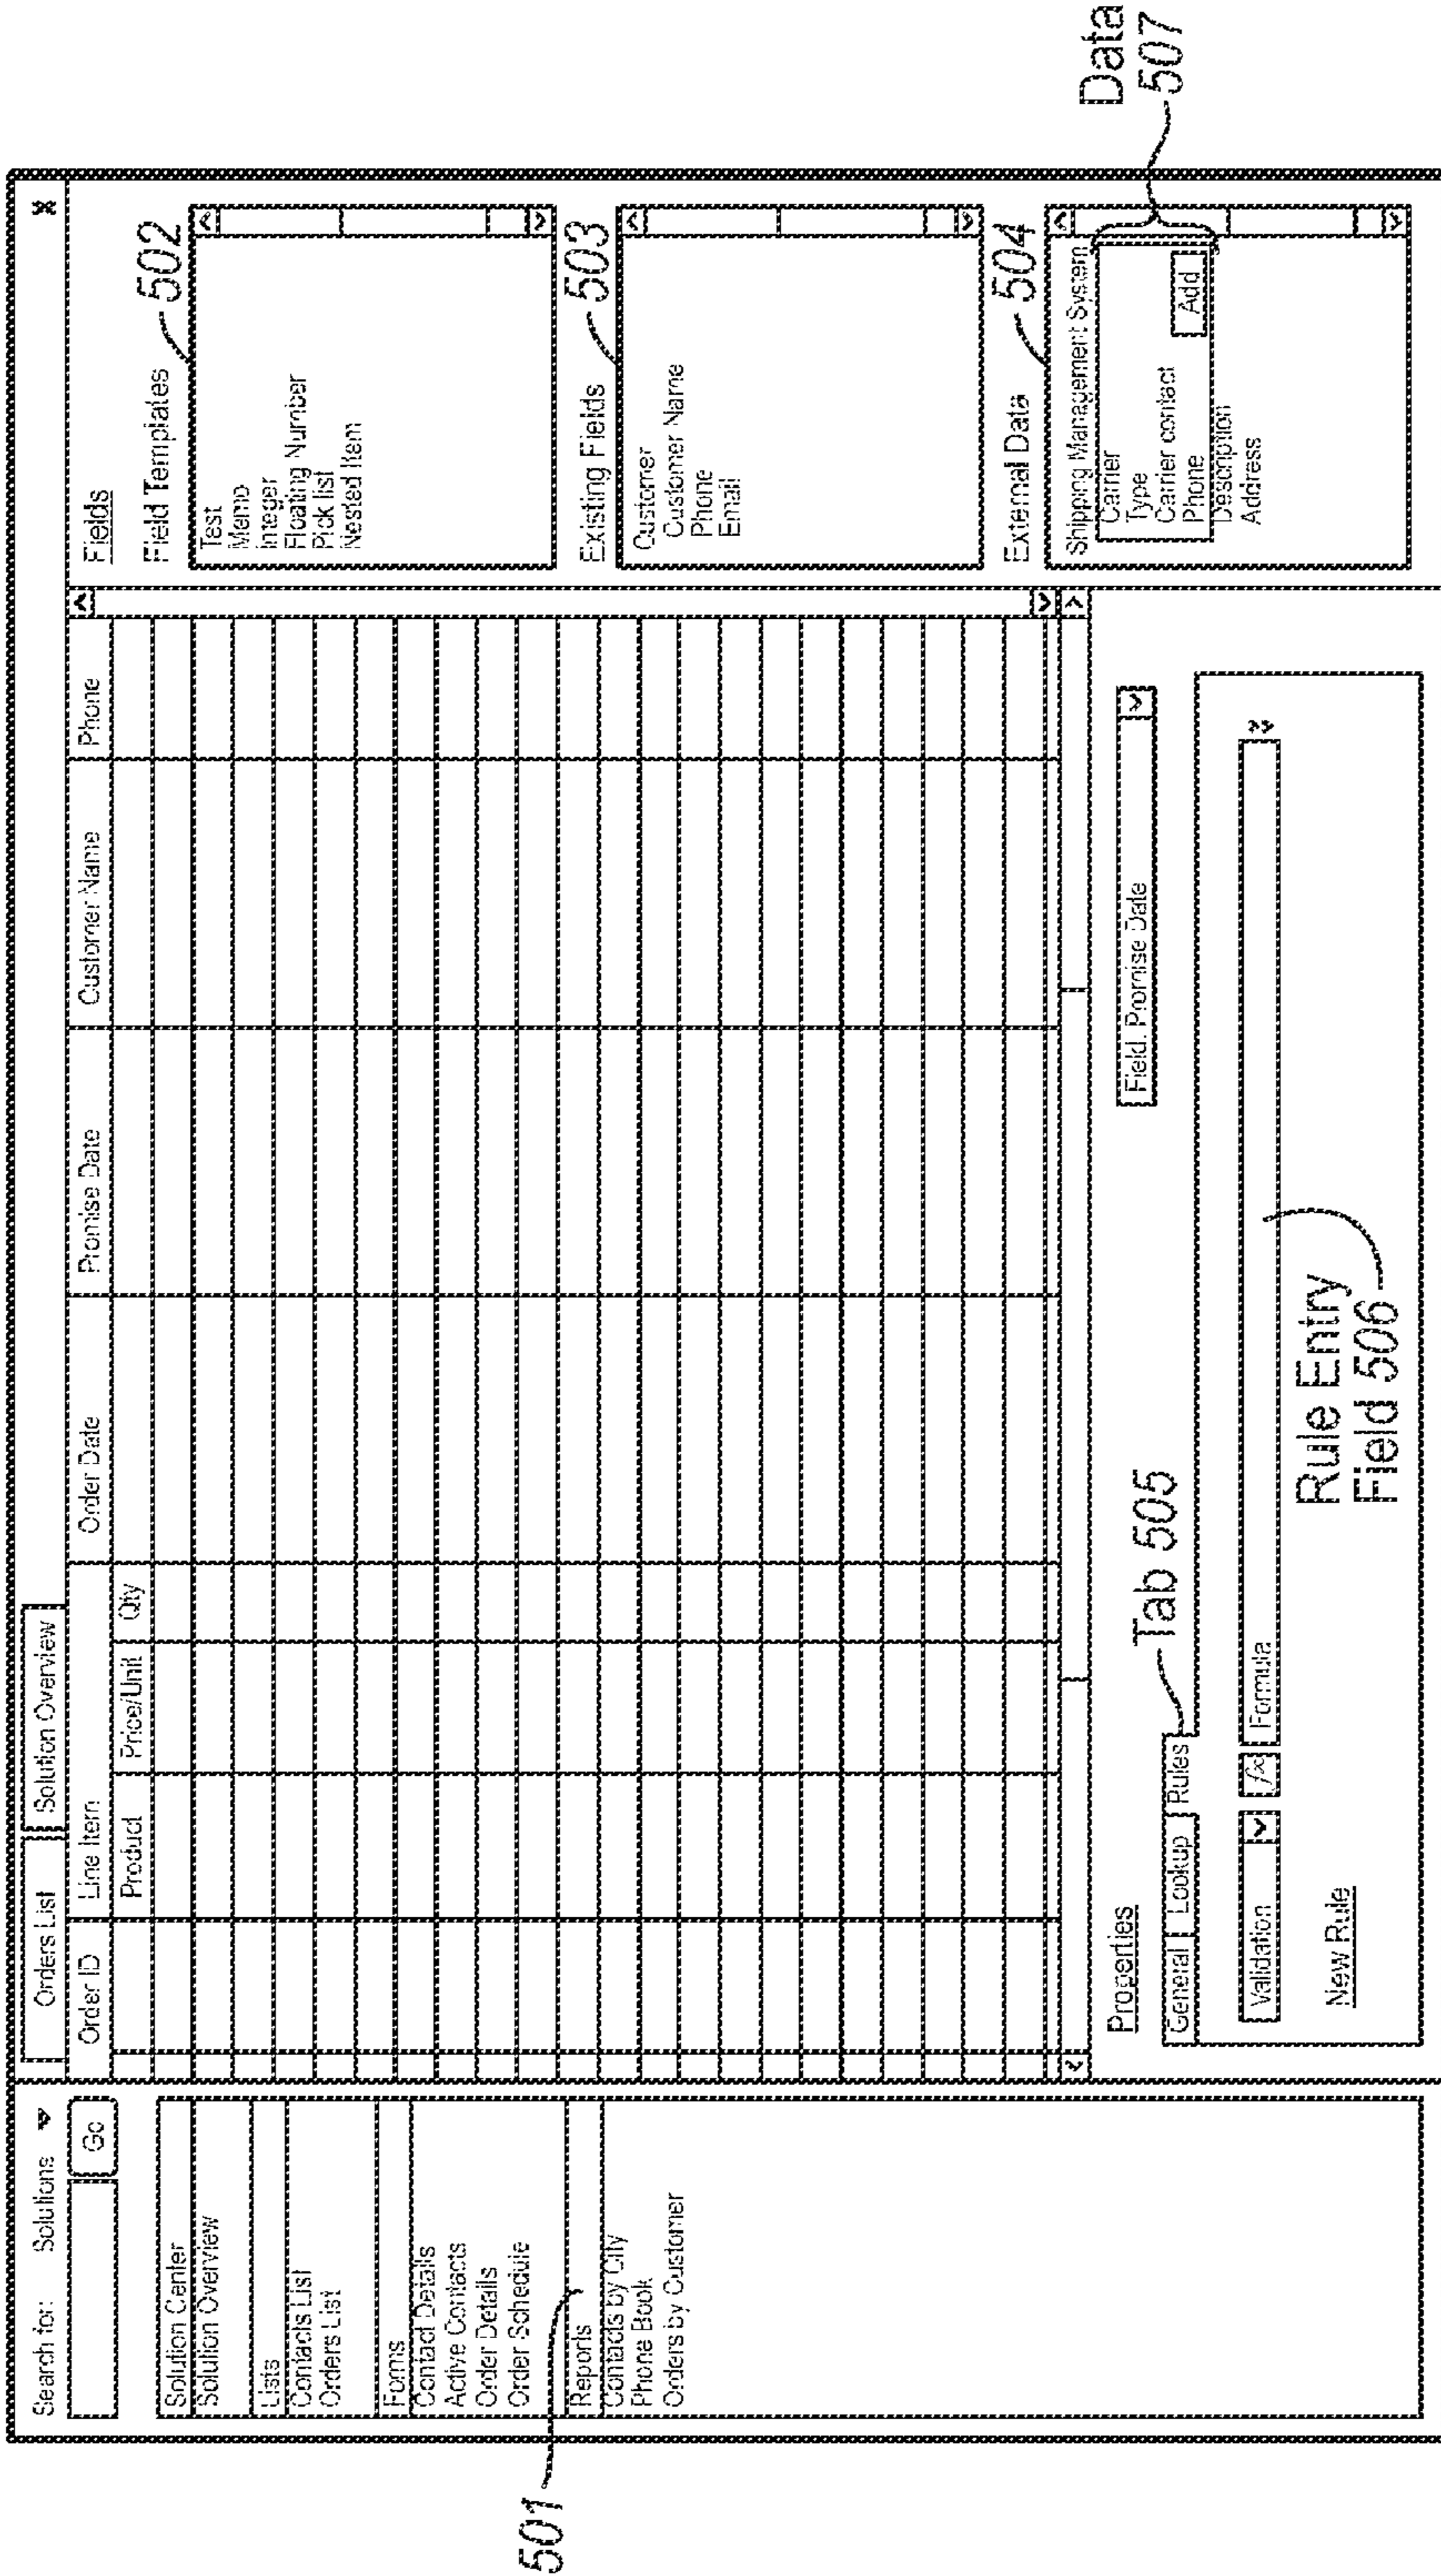 Search for: Solutions
Go
Solution Center
Solution Overview
Lists
Contacts List
Orders List
Forms
Contact Details
Active Contacts
Order Details
Order Schedule
Reports
Contacts by City
Phone Book
Orders by Customer
501
Orders List
Solution Overview
Order ID
Line Item
Order Date
Promise Date
Customer Name
Phone
Product
Price/Unit
Qty
Properties
Field. Promise Date
General
Lookup
Rules
Tab 505
Validation
f(x)
Formula
New Rule
Rule Entry
Field 506
Fields
Field Templates
502
Test
Memo
Integer
Floating Number
Pick list
Nested Item
Existing Fields
503
Customer
Customer Name
Phone
Email
External Data
504
Shipping Management System
Carrier
Type
Carrier contact
Phone
Add
Description
Address
Data
507